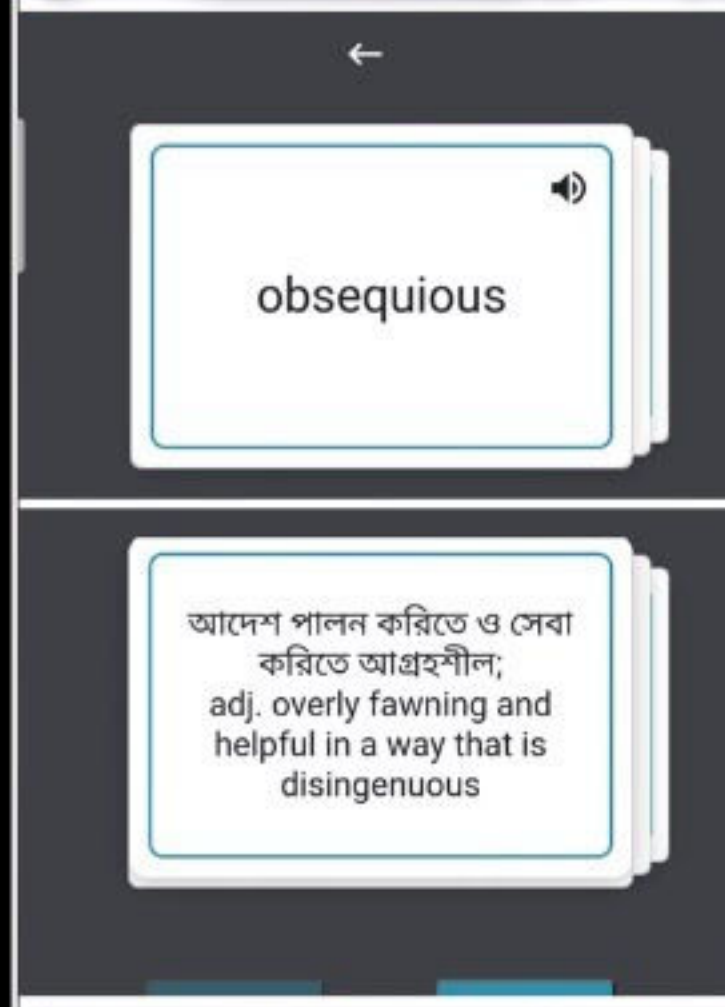 obsequious
আদেশ পালন করিতে ও সেবা
করিতে আগ্রহশীল;
adj. overly fawning and
helpful in a way that is
disingenuous